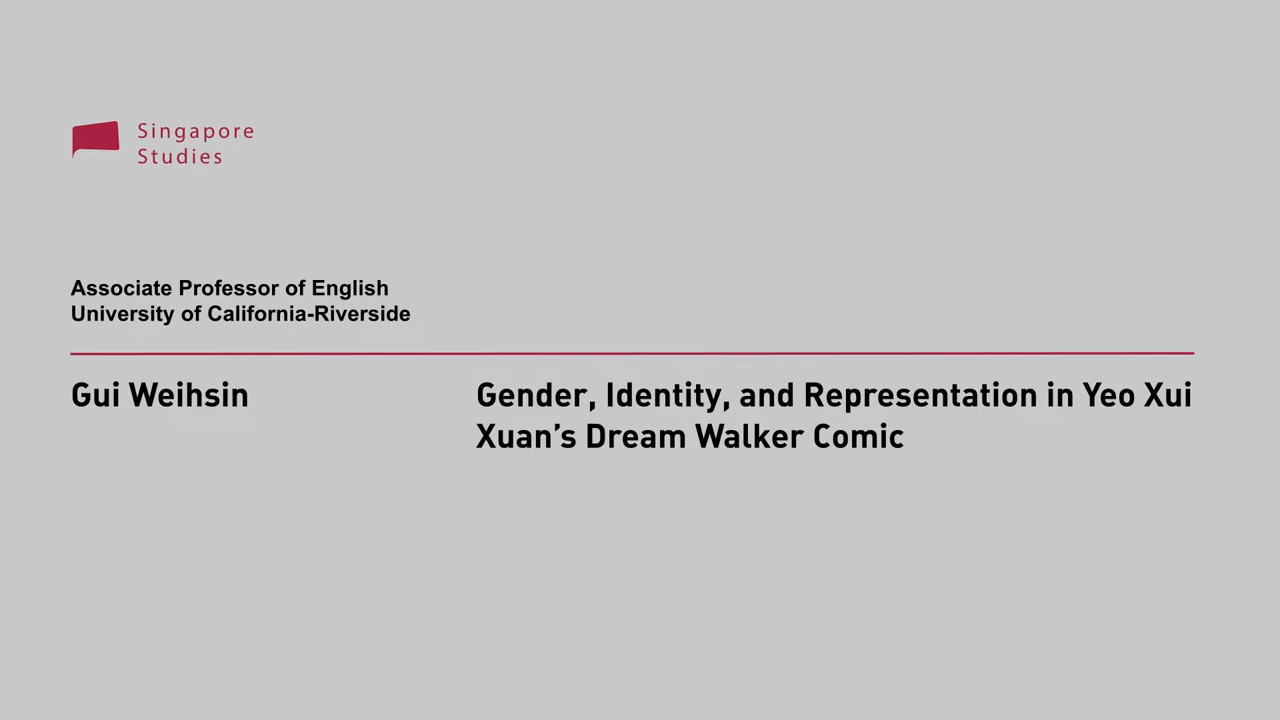 Singapore
Studies
Associate Professor of English
University of California-Riverside
Gui Weihsin
Gender, Identity, and Representation in Yeo Xui
Xuan’s Dream Walker Comic